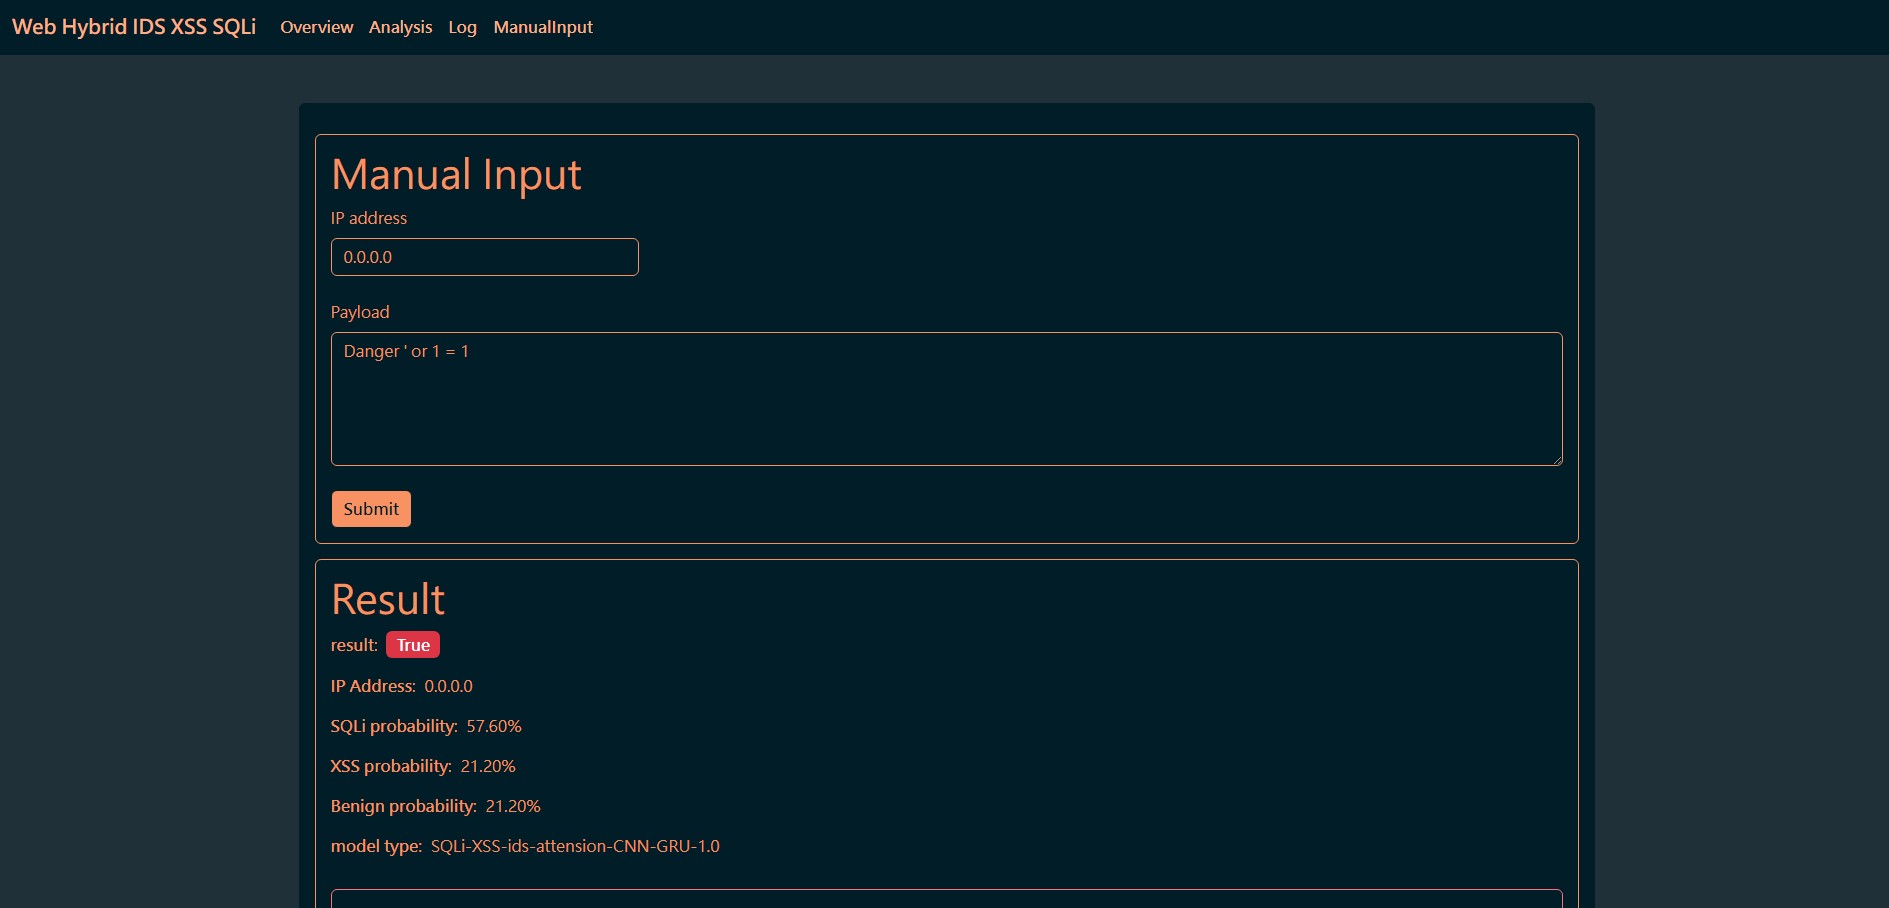 Web Hybrid IDS XSS SQLi Overview Analysis Log ManualInput
Manual Input
IP address
0.0.0.0
Payload
Danger ' or 1 = 1
Submit
Result
result: True
IP Address: 0.0.0.0
SQLi probability: 57.60%
XSS probability: 21.20%
Benign probability: 21.20%
model type: SQLi-XSS-ids-attension-CNN-GRU-1.0